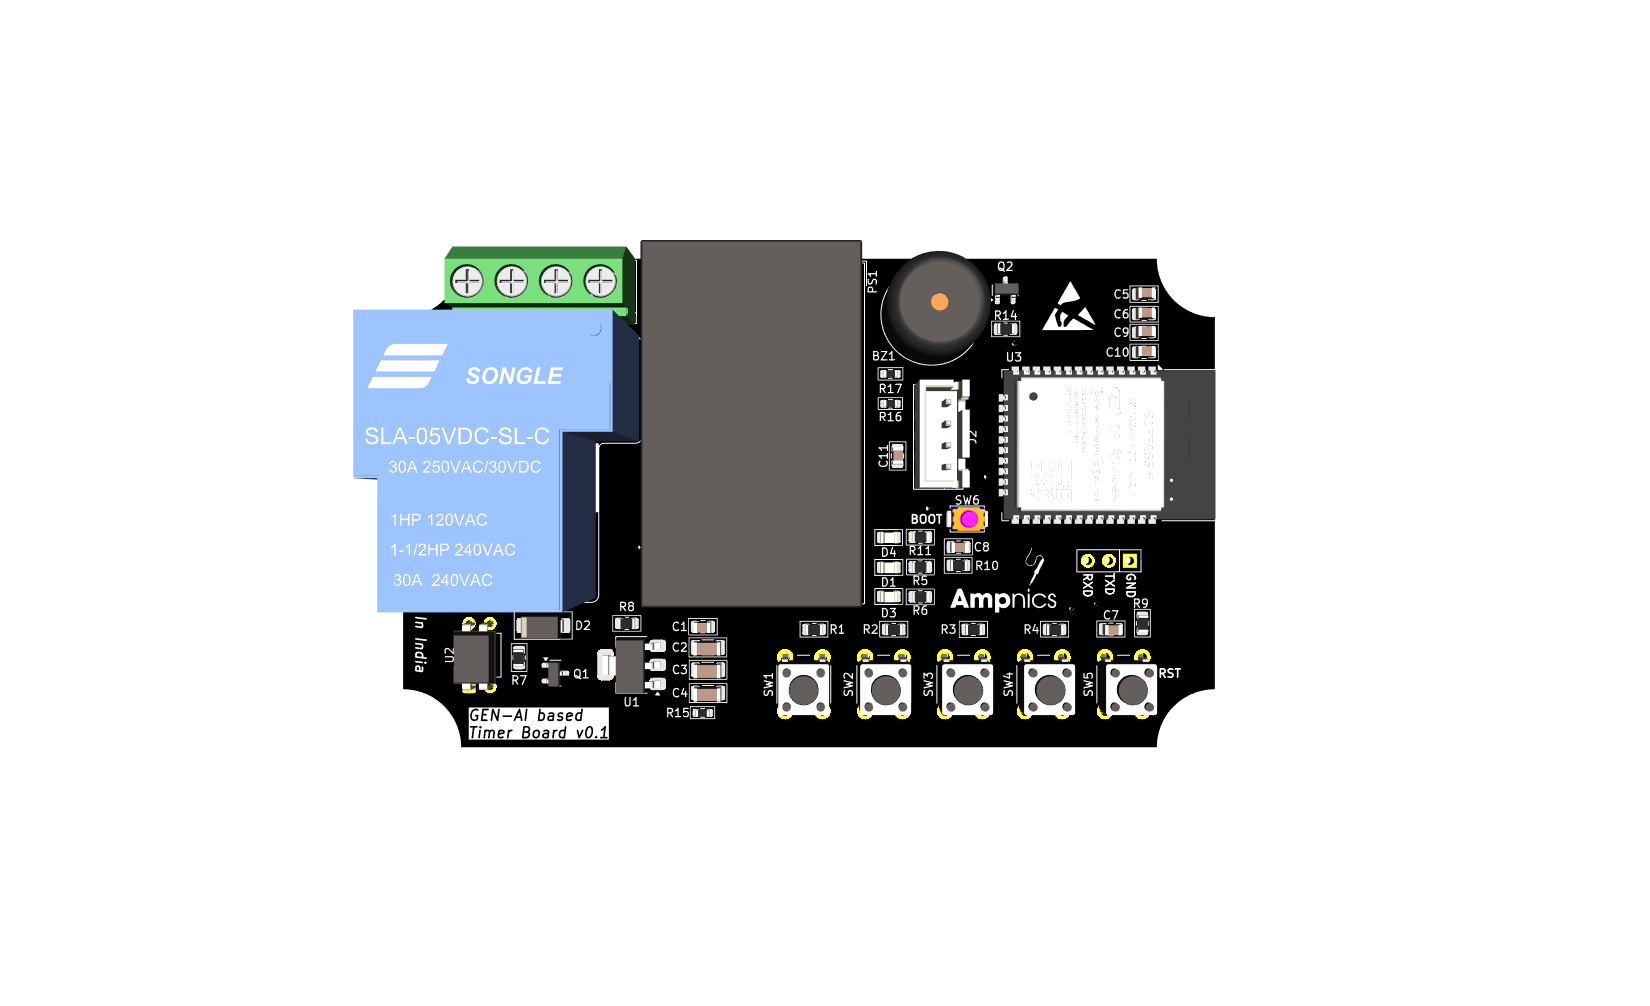 SONGLE
SLA-05VDC-SL-C
30A 250VAC/30VDC
1HP 120VAC
1-1/2HP 240VAC
30A 240VAC
PS1
BZ1
Q2
R14
U3
C5
C6
C9
C10
R17
R16
C11
J2
SW6
BOOT
D4
R11
C8
D1
R5
R10
D3
R6
Ampnics
RXD
TXD
GND
R9
C7
In India
U2
D2
R7
Q1
R8
U1
C1
C2
C3
C4
R15
R1
R2
R3
R4
SW1
SW2
SW3
SW4
SW5
RST
GEN-AI based
Timer Board v0.1